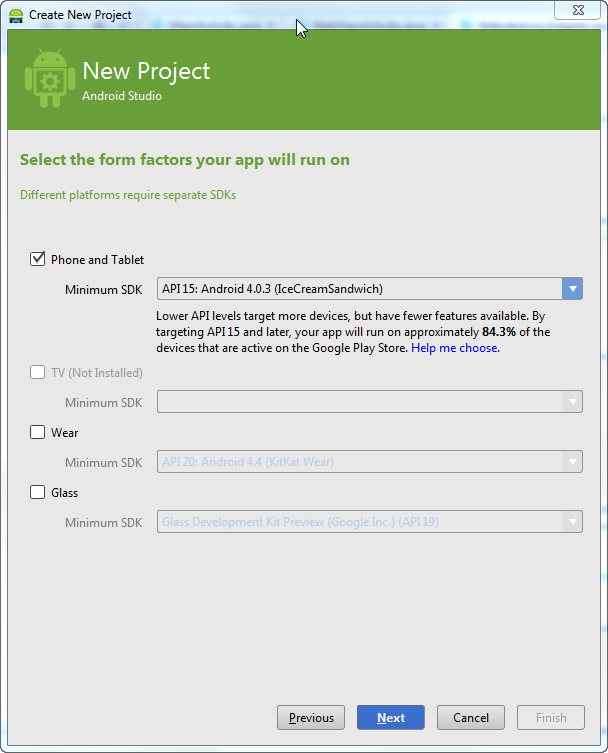 Create New Project
New Project
Android Studio
Select the form factors your app will run on
Different platforms require separate SDKs
Phone and Tablet
Minimum SDK
API 15: Android 4.0.3 (IceCreamSandwich)
Lower API levels target more devices, but have fewer features available. By
targeting API 15 and later, your app will run on approximately 84.3% of the
devices that are active on the Google Play Store. Help me choose.
TV (Not Installed)
Minimum SDK
Wear
Minimum SDK
API 20: Android 4.4 (KitKat Wear)
Glass
Minimum SDK
Glass Development Kit Preview (Google Inc.) (API 19)
Previous
Next
Cancel
Finish